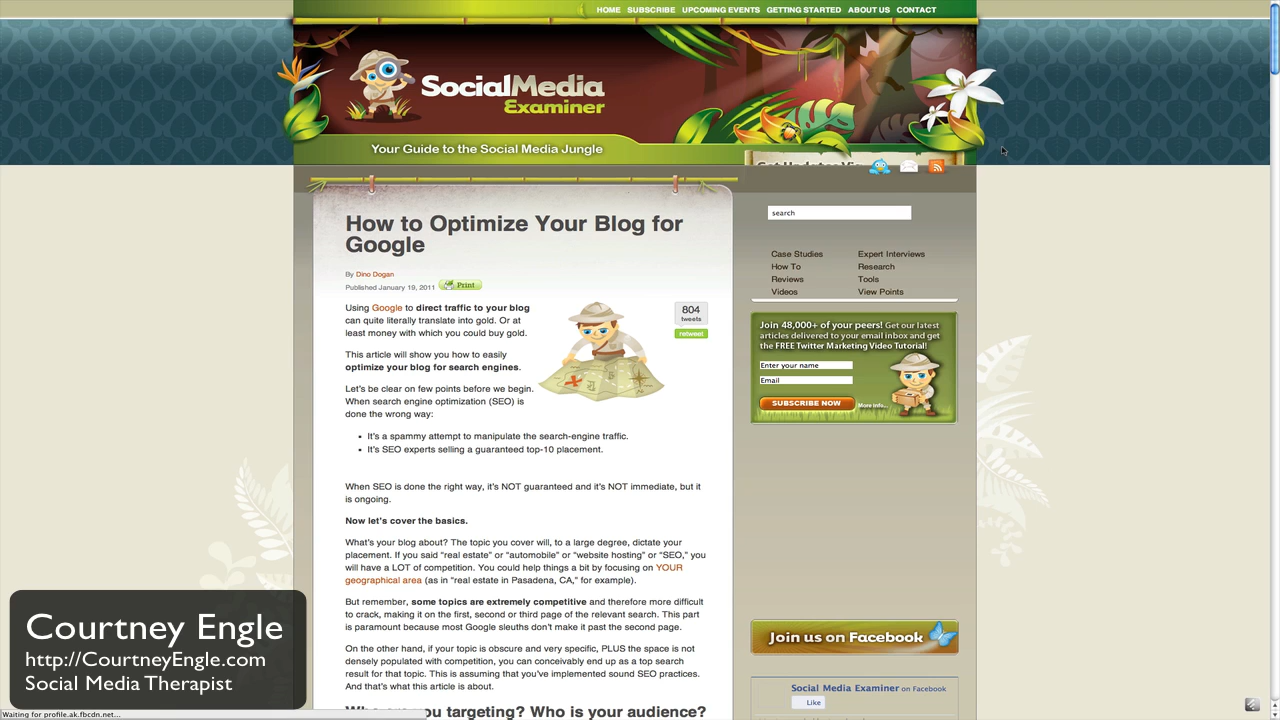 HOME SUBSCRIBE UPCOMING EVENTS GETTING STARTED ABOUT US CONTACT
SocialMedia
Examiner
Your Guide to the Social Media Jungle
Get Updates Via
How to Optimize Your Blog for
Google
By Dino Dogan
Published January 19, 2011 Print
Using Google to direct traffic to your blog
can quite literally translate into gold. Or at
least money with which you could buy gold.
804
tweets
retweet
This article will show you how to easily
optimize your blog for search engines.
Let's be clear on few points before we begin.
When search engine optimization (SEO) is
done the wrong way:
• It's a spammy attempt to manipulate the search-engine traffic.
• It's SEO experts selling a guaranteed top-10 placement.
When SEO is done the right way, it's NOT guaranteed and it's NOT immediate, but it
is ongoing.
Now let's cover the basics.
What's your blog about? The topic you cover will, to a large degree, dictate your
placement. If you said “real estate” or “automobile” or “website hosting” or “SEO,” you
will have a LOT of competition. You could help things a bit by focusing on YOUR
geographical area (as in “real estate in Pasadena, CA,” for example).
But remember, some topics are extremely competitive and therefore more difficult
to crack, making it on the first, second or third page of the relevant search. This part
is paramount because most Google sleuths don't make it past the second page.
On the other hand, if your topic is obscure and very specific, PLUS the space is not
densely populated with competition, you can conceivably end up as a top search
result for that topic. This is assuming that you've implemented sound SEO practices.
And that's what this article is about.
Who are you targeting? Who is your audience?
search
Case Studies Expert Interviews
How To Research
Reviews Tools
Videos View Points
Join 48,000+ of your peers! Get our latest
articles delivered to your email inbox and get
the FREE Twitter Marketing Video Tutorial!
Enter your name
Email
SUBSCRIBE NOW More info...
Join us on Facebook
Social Media Examiner on Facebook
Like
Courtney Engle
http://CourtneyEngle.com
Social Media Therapist
Waiting for profile.ak.fbcdn.net...